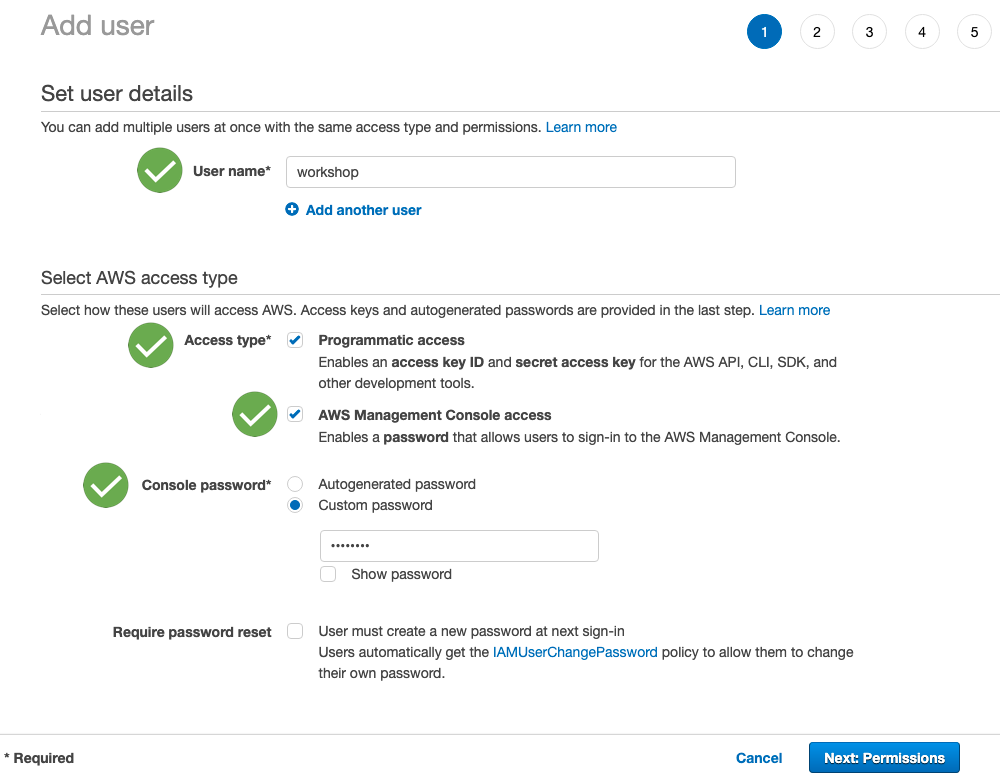 Add user
1 2 3 4 5
Set user details
You can add multiple users at once with the same access type and permissions. Learn more
User name* workshop
Add another user
Select AWS access type
Select how these users will access AWS. Access keys and autogenerated passwords are provided in the last step. Learn more
Access type* Programmatic access
Enables an access key ID and secret access key for the AWS API, CLI, SDK, and
other development tools.
AWS Management Console access
Enables a password that allows users to sign-in to the AWS Management Console.
Console password* Autogenerated password
Custom password
••••••••
Show password
Require password reset User must create a new password at next sign-in
Users automatically get the IAMUserChangePassword policy to allow them to change
their own password.
* Required Cancel Next: Permissions